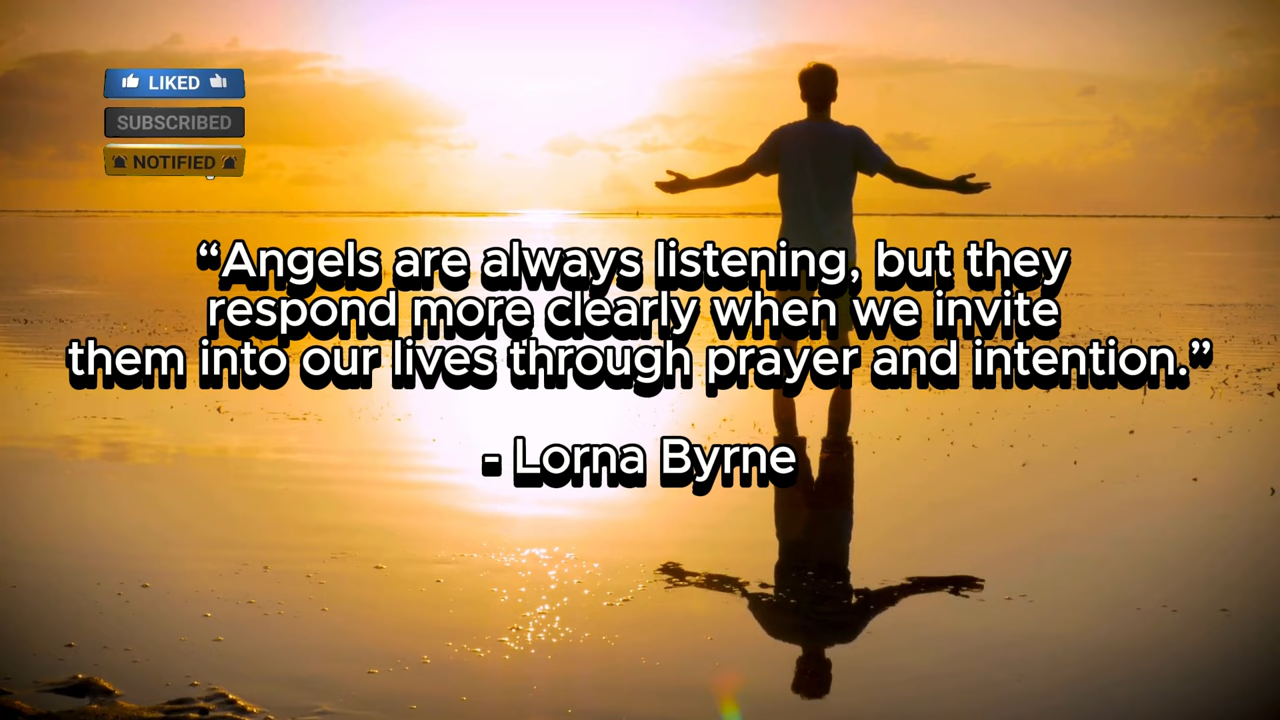 LIKED
SUBSCRIBED
NOTIFIED
“Angels are always listening, but they
respond more clearly when we invite
them into our lives through prayer and intention.”
- Lorna Byrne